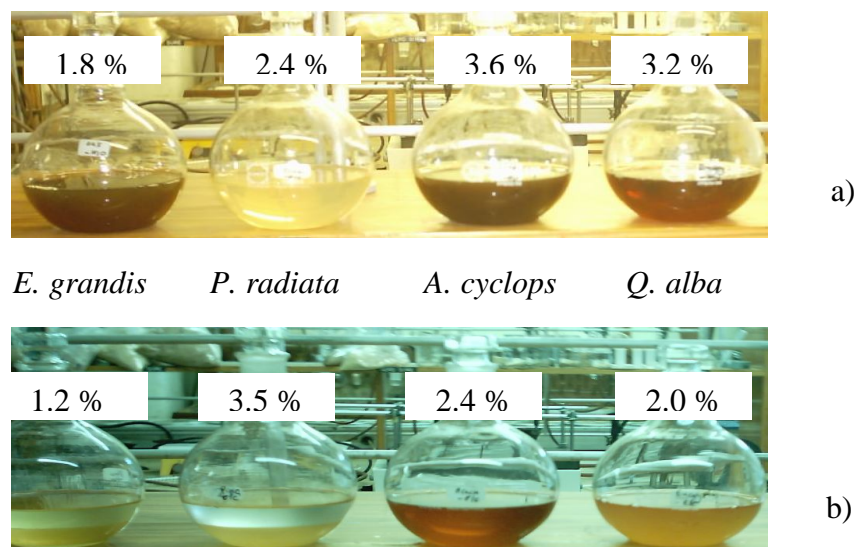 1.8 % 2.4 % 3.6 % 3.2 %
a)
E. grandis P. radiata A. cyclops Q. alba
1.2 % 3.5 % 2.4 % 2.0 %
b)